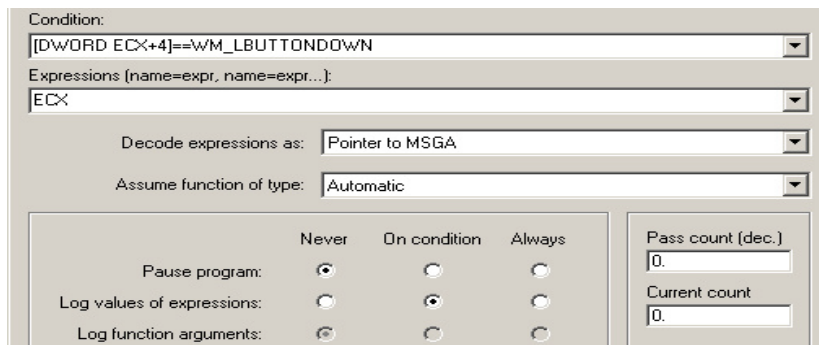 Condition:
[DWORD ECX+4]==WM_LBUTTONDOWN
Expressions (name=expr, name=expr...):
ECX
Decode expressions as: Pointer to MSGA
Assume function of type: Automatic
Never On condition Always
Pause program:
Log values of expressions:
Log function arguments:
Pass count (dec.)
0.
Current count
0.